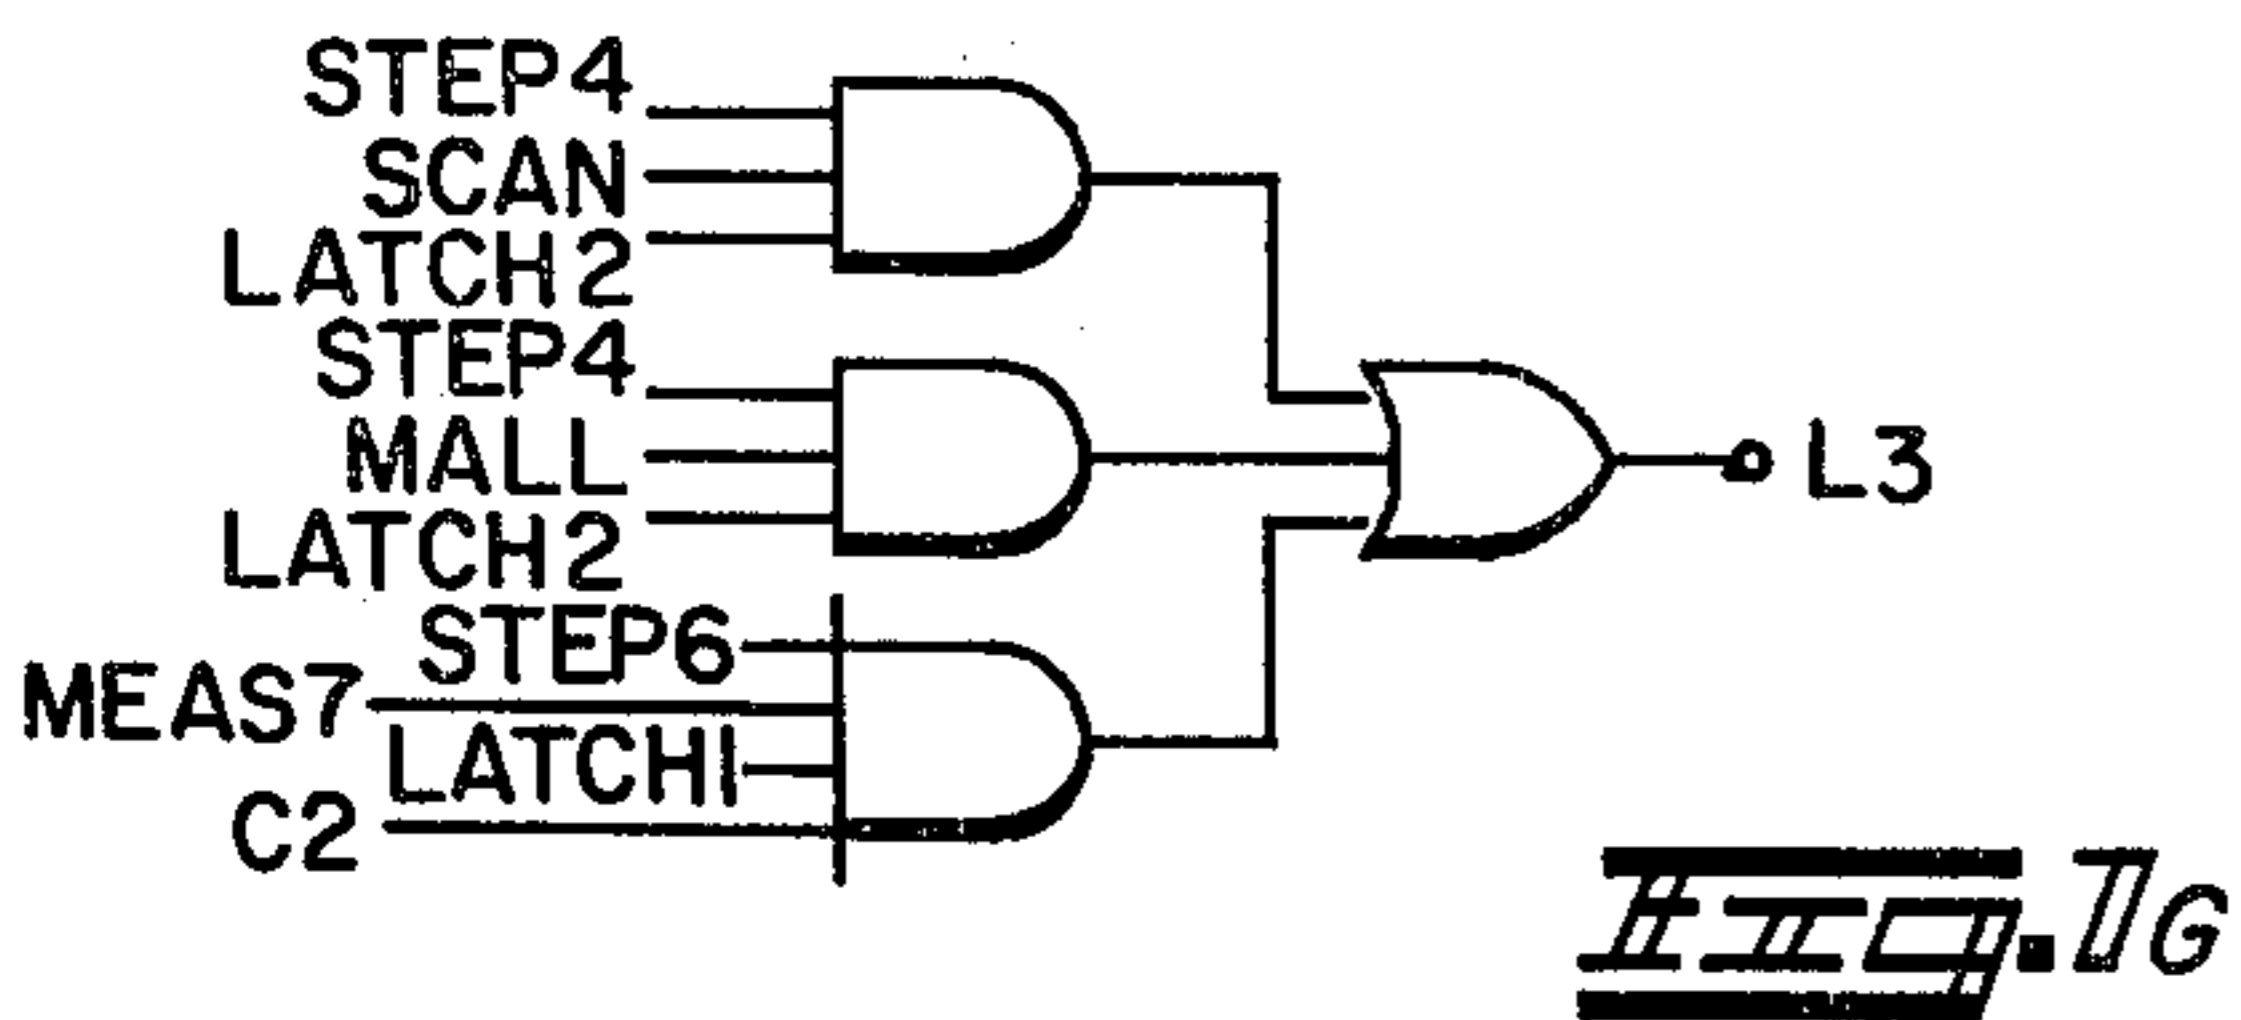 STEP4
SCAN
LATCH2
STEP4
MALL
LATCH2
STEP6
MEAS7
LATCH1
C2
L3
Fig. 7G